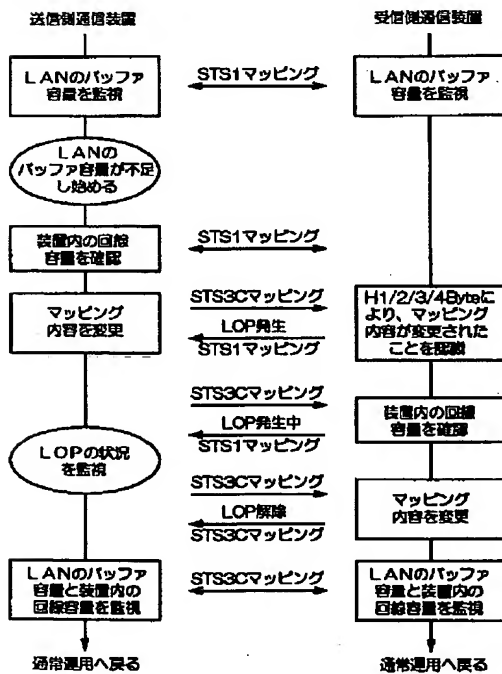 送信側通信装置
受信側通信装置
LANのバッファ
容量を監視
STS1マッピング
LANのバッファ
容量を監視
LANの
バッファ容量が不足
し始める
装置内の回線
容量を確認
STS1マッピング
マッピング
内容を変更
STS3Cマッピング
LOP発生
STS1マッピング
H1/2/3/4Byteに
より、マッピング
内容が変更された
ことを認識
STS3Cマッピング
LOP発生中
STS1マッピング
装置内の回線
容量を確認
LOPの状況
を監視
STS3Cマッピング
LOP解除
STS3Cマッピング
マッピング
内容を変更
LANのバッファ
容量と装置内の
回線容量を監視
STS3Cマッピング
LANのバッファ
容量と装置内の
回線容量を監視
通常運用へ戻る
通常運用へ戻る